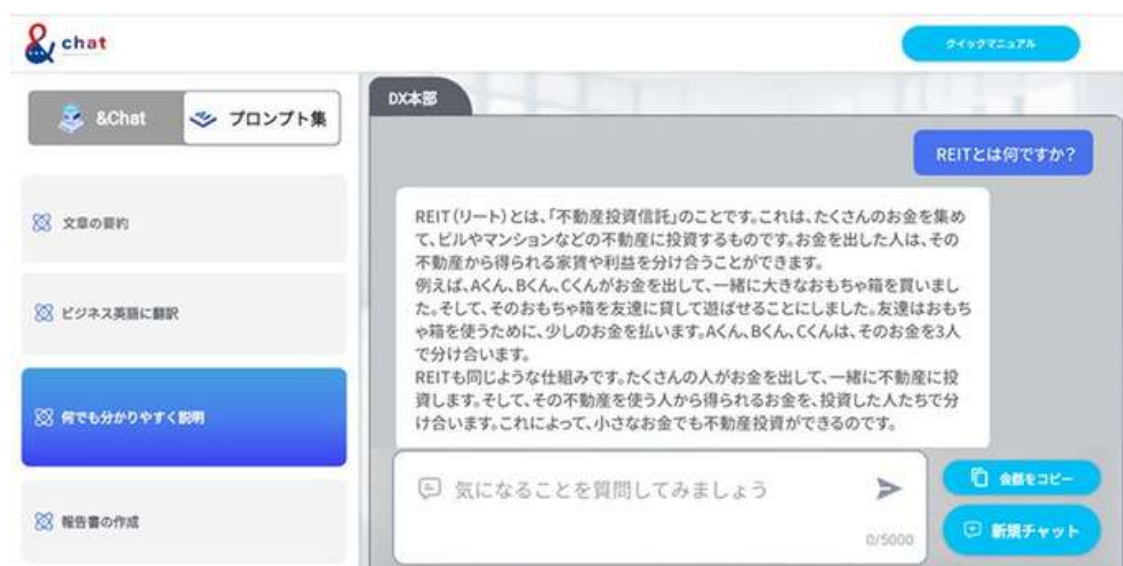 & chat
クイックマニュアル
&Chat
プロンプト集
DX本部
文章の要約
ビジネス英語に翻訳
何でも分かりやすく説明
報告書の作成
REITとは何ですか?
REIT(リート)とは、「不動産投資信託」のことです。これは、たくさんのお金を集め
て、ビルやマンションなどの不動産に投資するものです。お金を出した人は、その
不動産から得られる家賃や利益を分け合うことができます。
例えば、Aくん、Bくん、Cくんがお金を出して、一緒に大きなおもちゃ箱を買いまし
た。そして、そのおもちゃ箱を友達に貸して遊ばせることにしました。友達はおもち
ゃ箱を使うために、少しのお金を払います。Aくん、Bくん、Cくんは、そのお金を3人
で分け合います。
REITも同じような仕組みです。たくさんの人がお金を出して、一緒に不動産に投
資します。そして、その不動産を使う人から得られるお金を、投資した人たちで分
け合います。これによって、小さなお金でも不動産投資ができるのです。
気になることを質問してみましょう
0/5000
会話をコピー
新規チャット